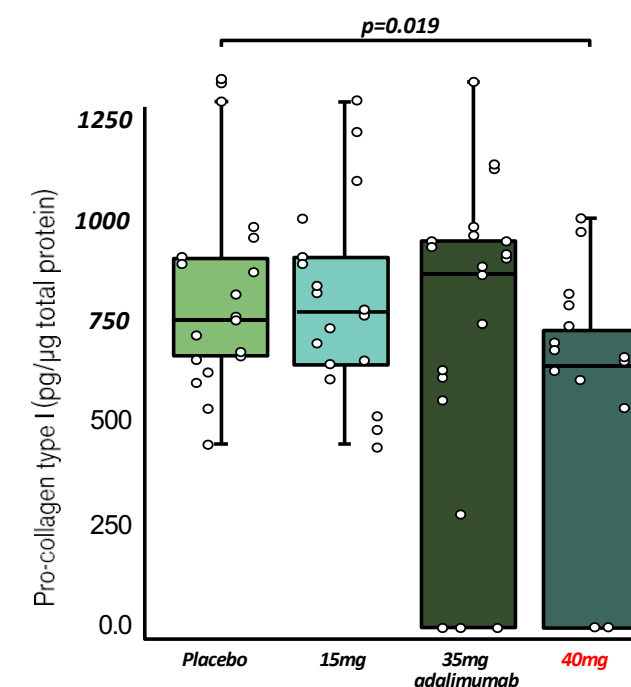 p=0.019
Pro-collagen type I (pg/µg total protein)
1250
1000
750
500
250
0.0
Placebo
15mg
35mg
adalimumab
40mg